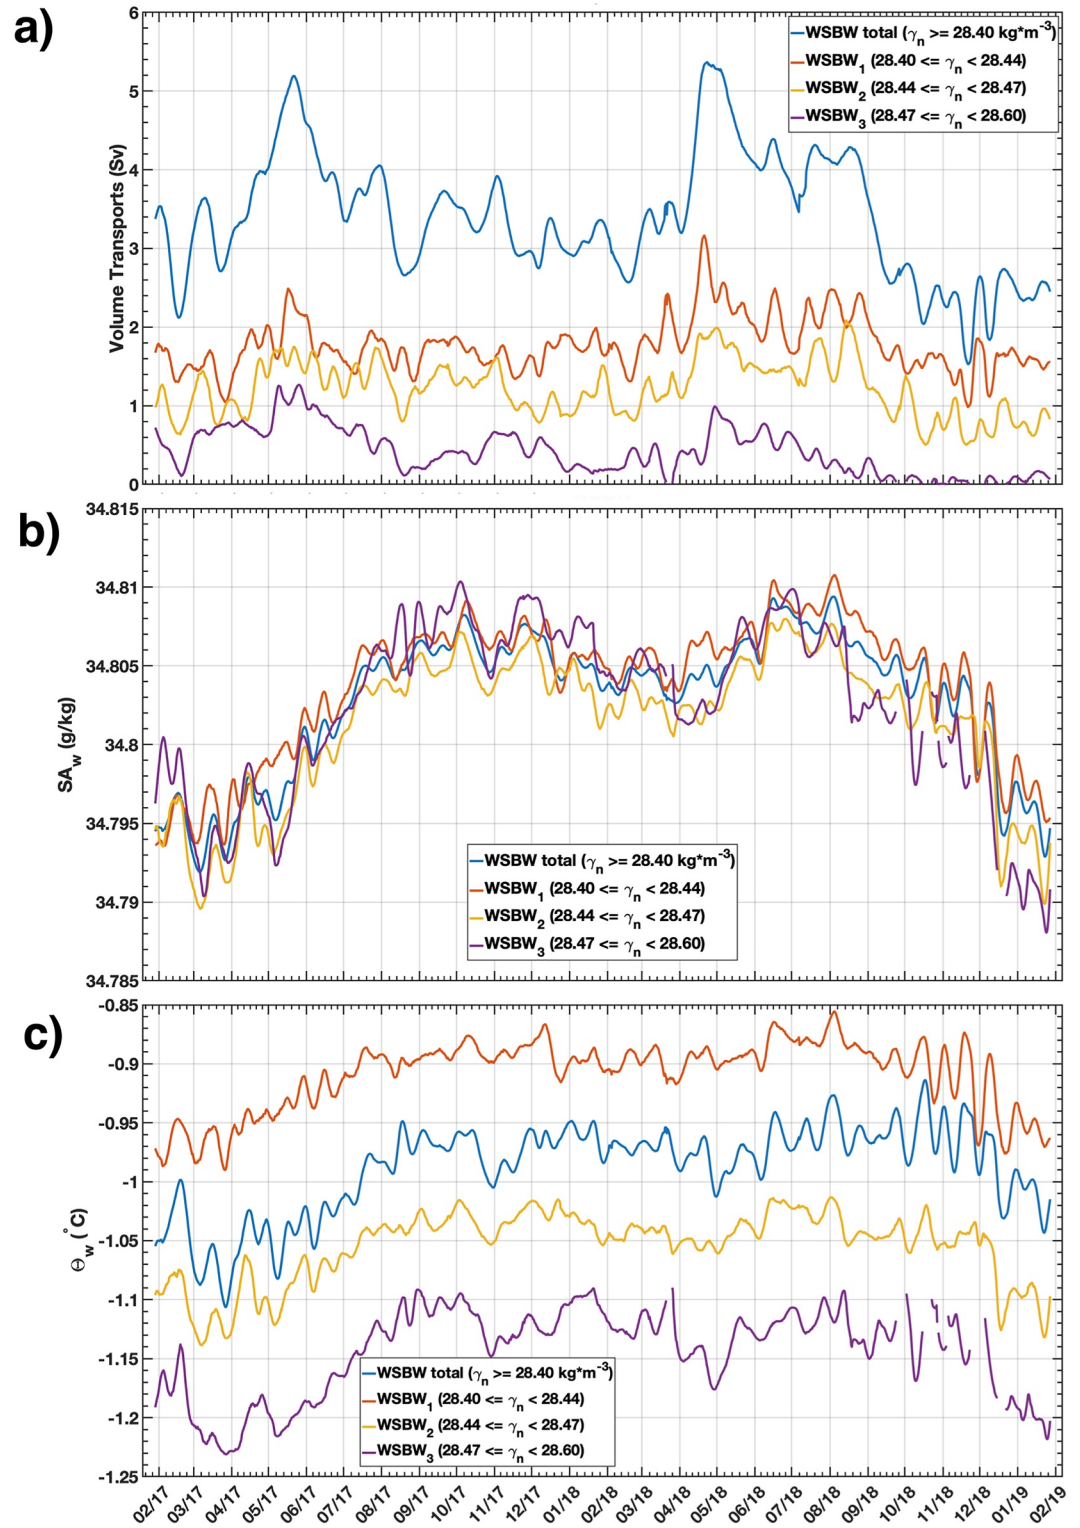 a)
6
5
4
3
2
1
0
Volume Transports (Sv)
WSBW total (γn >= 28.40 kg*m-3)
WSBW1 (28.40 <= γn < 28.44)
WSBW2 (28.44 <= γn < 28.47)
WSBW3 (28.47 <= γn < 28.60)
b)
34.815
34.81
34.805
34.8
34.795
34.79
34.785
SAw (g/kg)
WSBW total (γn >= 28.40 kg*m-3)
WSBW1 (28.40 <= γn < 28.44)
WSBW2 (28.44 <= γn < 28.47)
WSBW3 (28.47 <= γn < 28.60)
c)
-0.85
-0.9
-0.95
-1
-1.05
-1.1
-1.15
-1.2
-1.25
Θw (°C)
WSBW total (γn >= 28.40 kg*m-3)
WSBW1 (28.40 <= γn < 28.44)
WSBW2 (28.44 <= γn < 28.47)
WSBW3 (28.47 <= γn < 28.60)
02/17 03/17 04/17 05/17 06/17 07/17 08/17 09/17 10/17 11/17 12/17 01/18 02/18 03/18 04/18 05/18 06/18 07/18 08/18 09/18 10/18 11/18 12/18 01/19 02/19